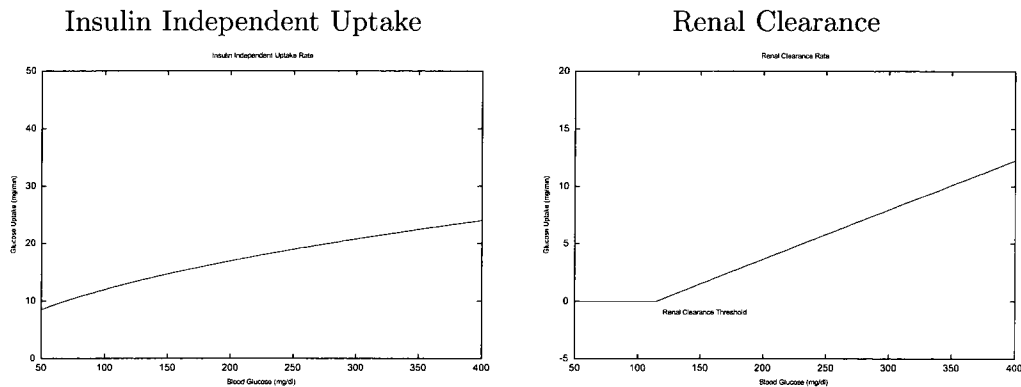 Insulin Independent Uptake
Insulin Independent Uptake Rate
50
40
30
20
10
0
Glucose Uptake (mg/min)
50 100 150 200 250 300 350 400
Blood Glucose (mg/dl)
Renal Clearance
Renal Clearance Rate
20
15
10
5
0
-5
Glucose Uptake (mg/min)
Renal Clearance Threshold
50 100 150 200 250 300 350 400
Blood Glucose (mg/dl)